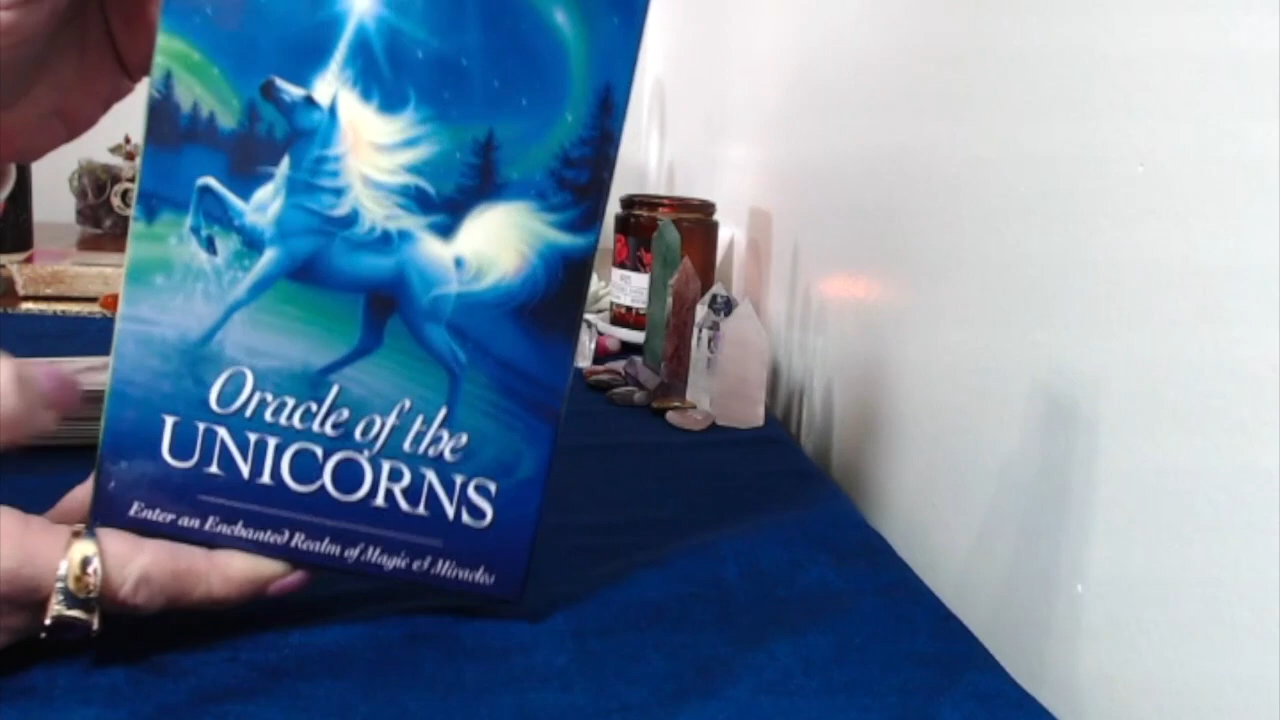 Oracle of the
UNICORNS
Enter an Enchanted Realm of Magic & Miracles